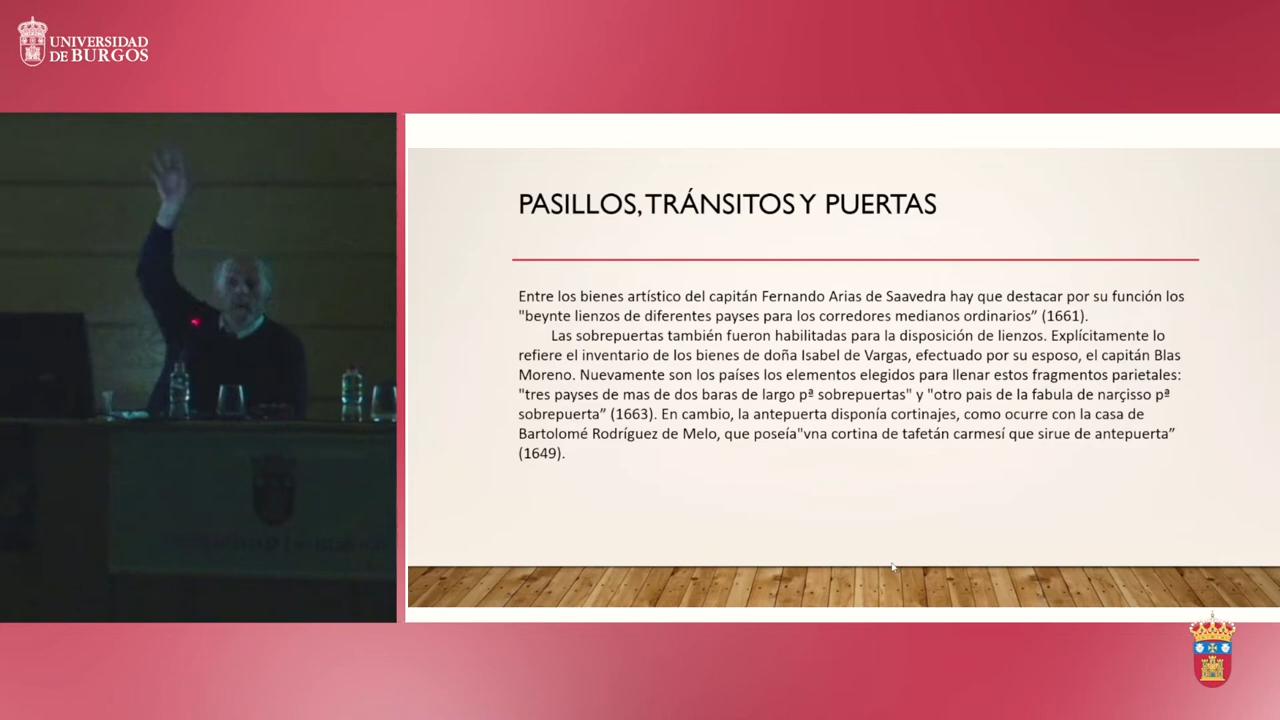 UNIVERSIDAD
DE BURGOS
PASILLOS, TRÁNSITOS Y PUERTAS
Entre los bienes artístico del capitán Fernando Arias de Saavedra hay que destacar por su función los
"beynte lienzos de diferentes payses para los corredores medianos ordinarios” (1661).
Las sobrepuertas también fueron habilitadas para la disposición de lienzos. Explícitamente lo
refiere el inventario de los bienes de doña Isabel de Vargas, efectuado por su esposo, el capitán Blas
Moreno. Nuevamente son los países los elementos elegidos para llenar estos fragmentos parietales:
"tres payses de mas de dos baras de largo pª sobrepuertas" y "otro pais de la fabula de narçisso pª
sobrepuerta” (1663). En cambio, la antepuerta disponía cortinajes, como ocurre con la casa de
Bartolomé Rodríguez de Melo, que poseía"vna cortina de tafetán carmesí que sirue de antepuerta”
(1649).